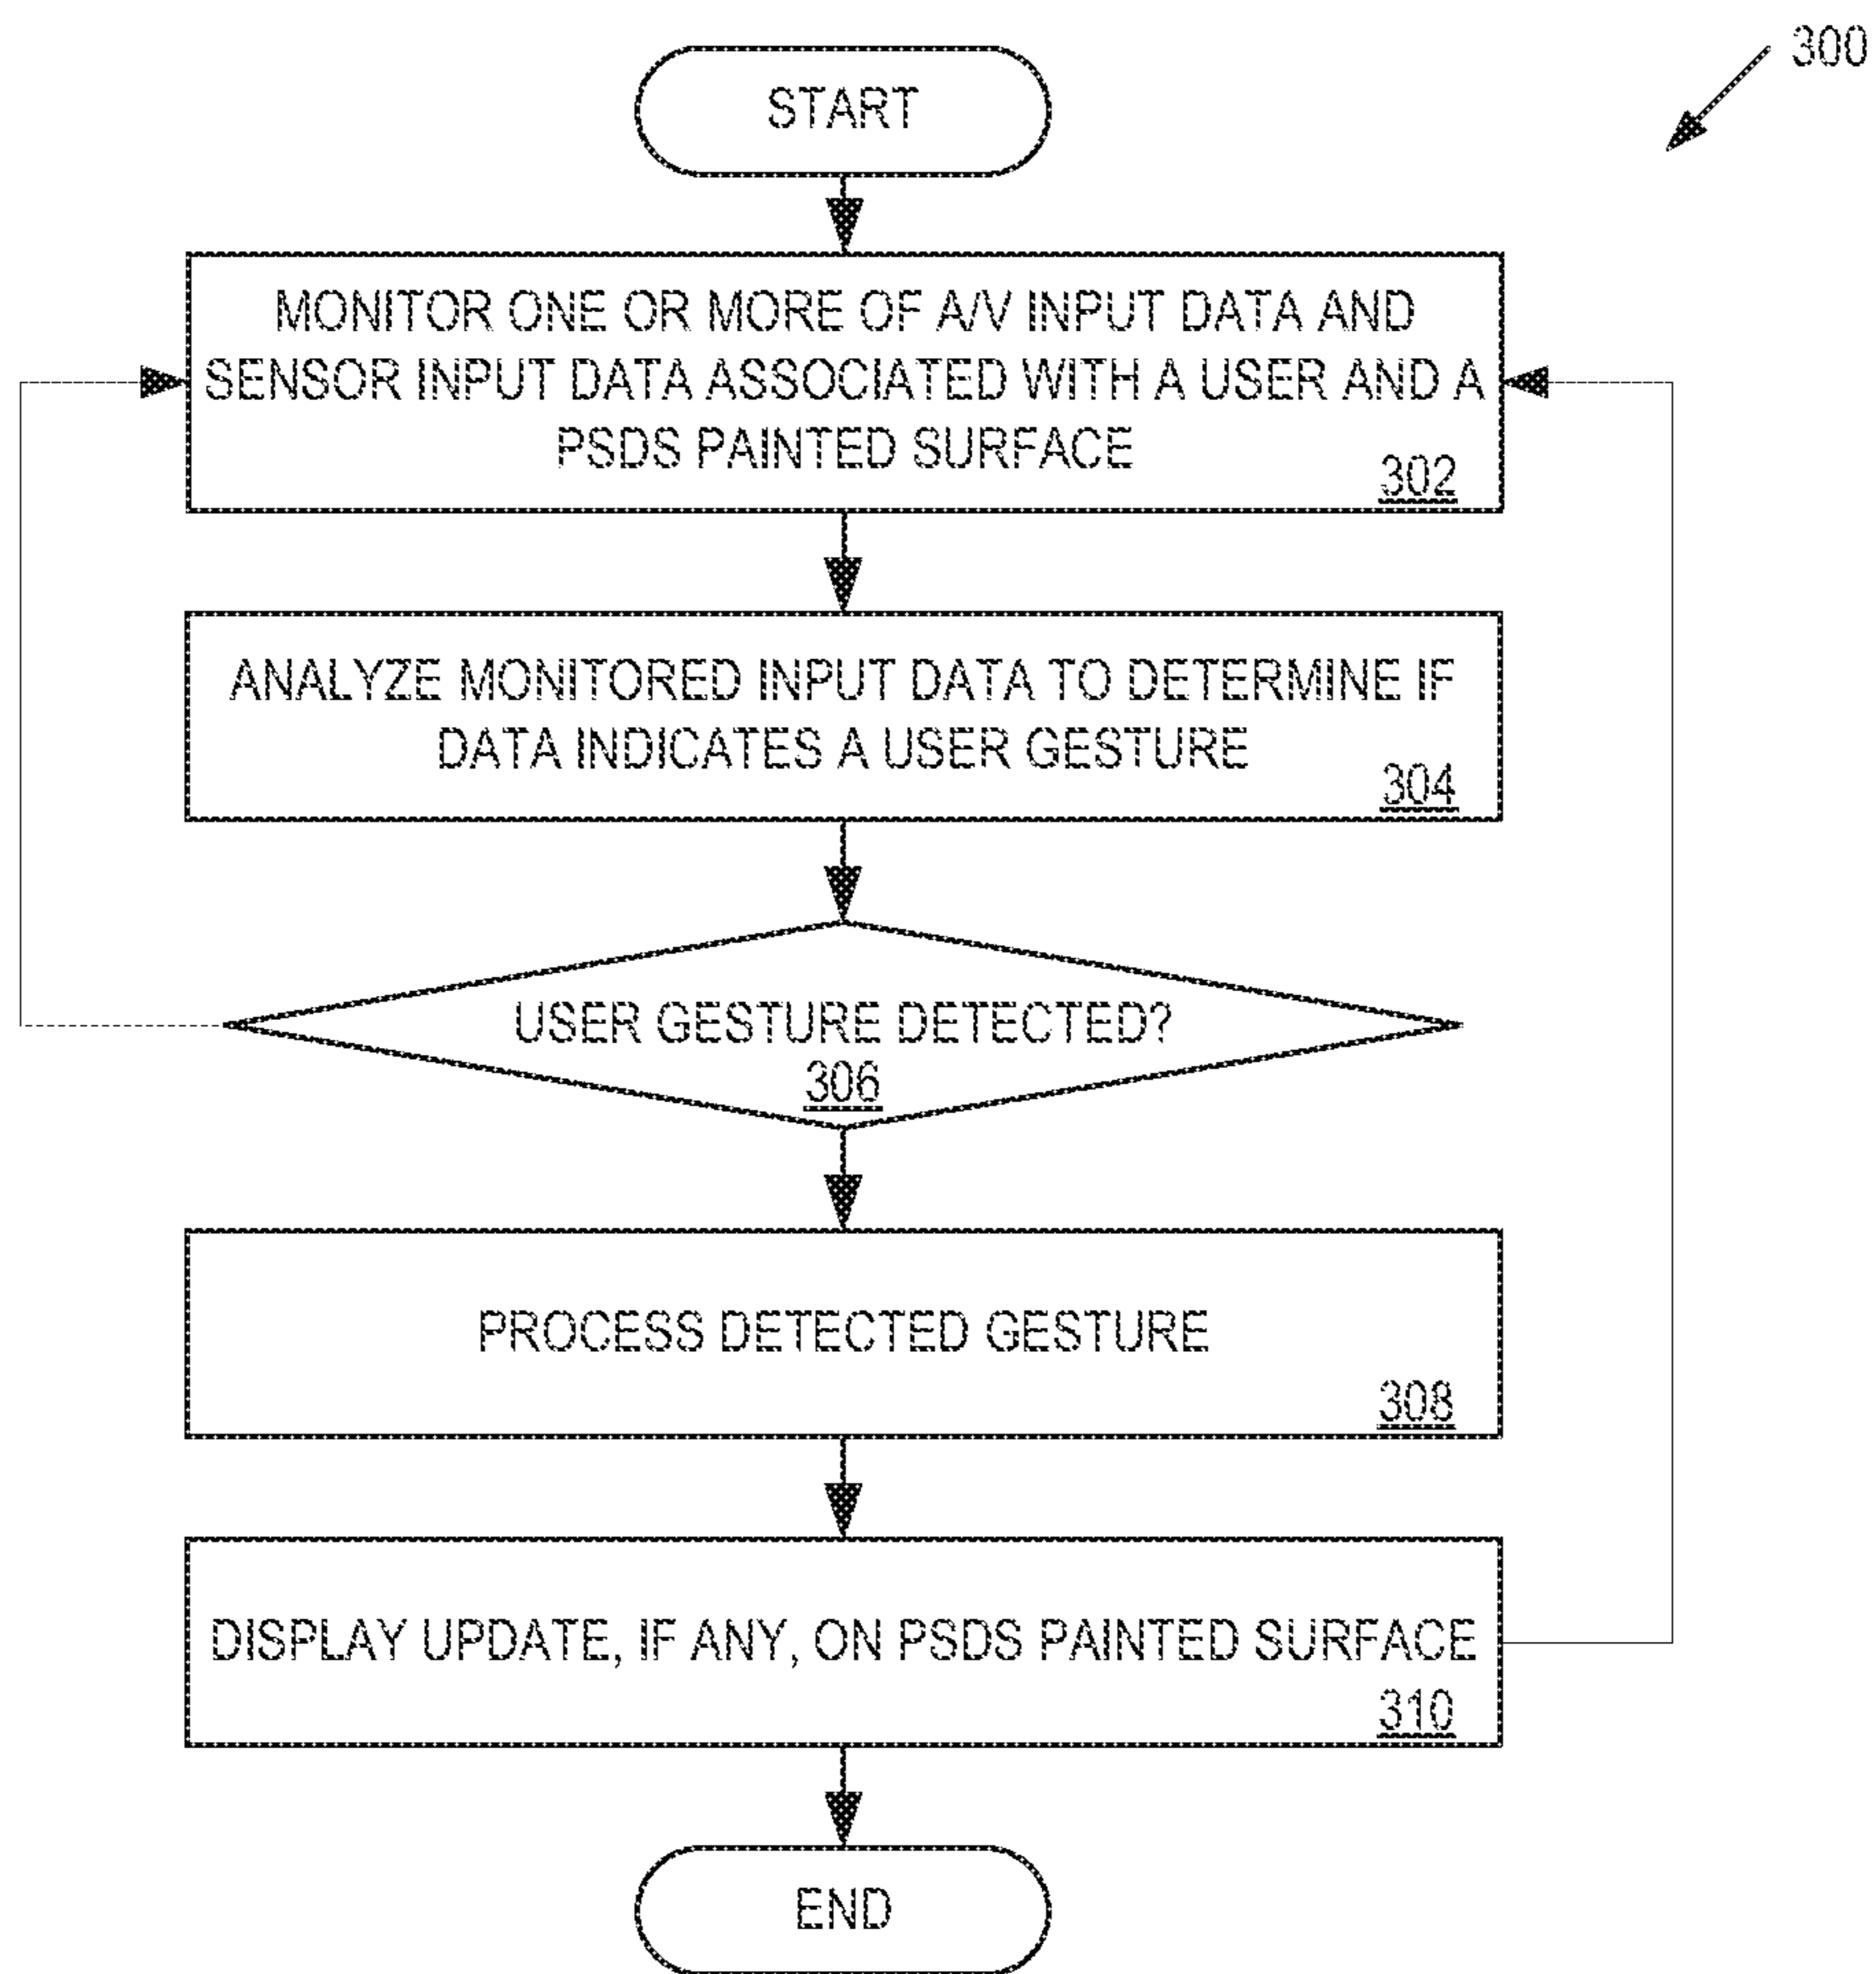 300
START
MONITOR ONE OR MORE OF A/V INPUT DATA AND
SENSOR INPUT DATA ASSOCIATED WITH A USER AND A
PSDS PAINTED SURFACE
302
ANALYZE MONITORED INPUT DATA TO DETERMINE IF
DATA INDICATES A USER GESTURE
304
USER GESTURE DETECTED?
306
PROCESS DETECTED GESTURE
308
DISPLAY UPDATE, IF ANY, ON PSDS PAINTED SURFACE
310
END